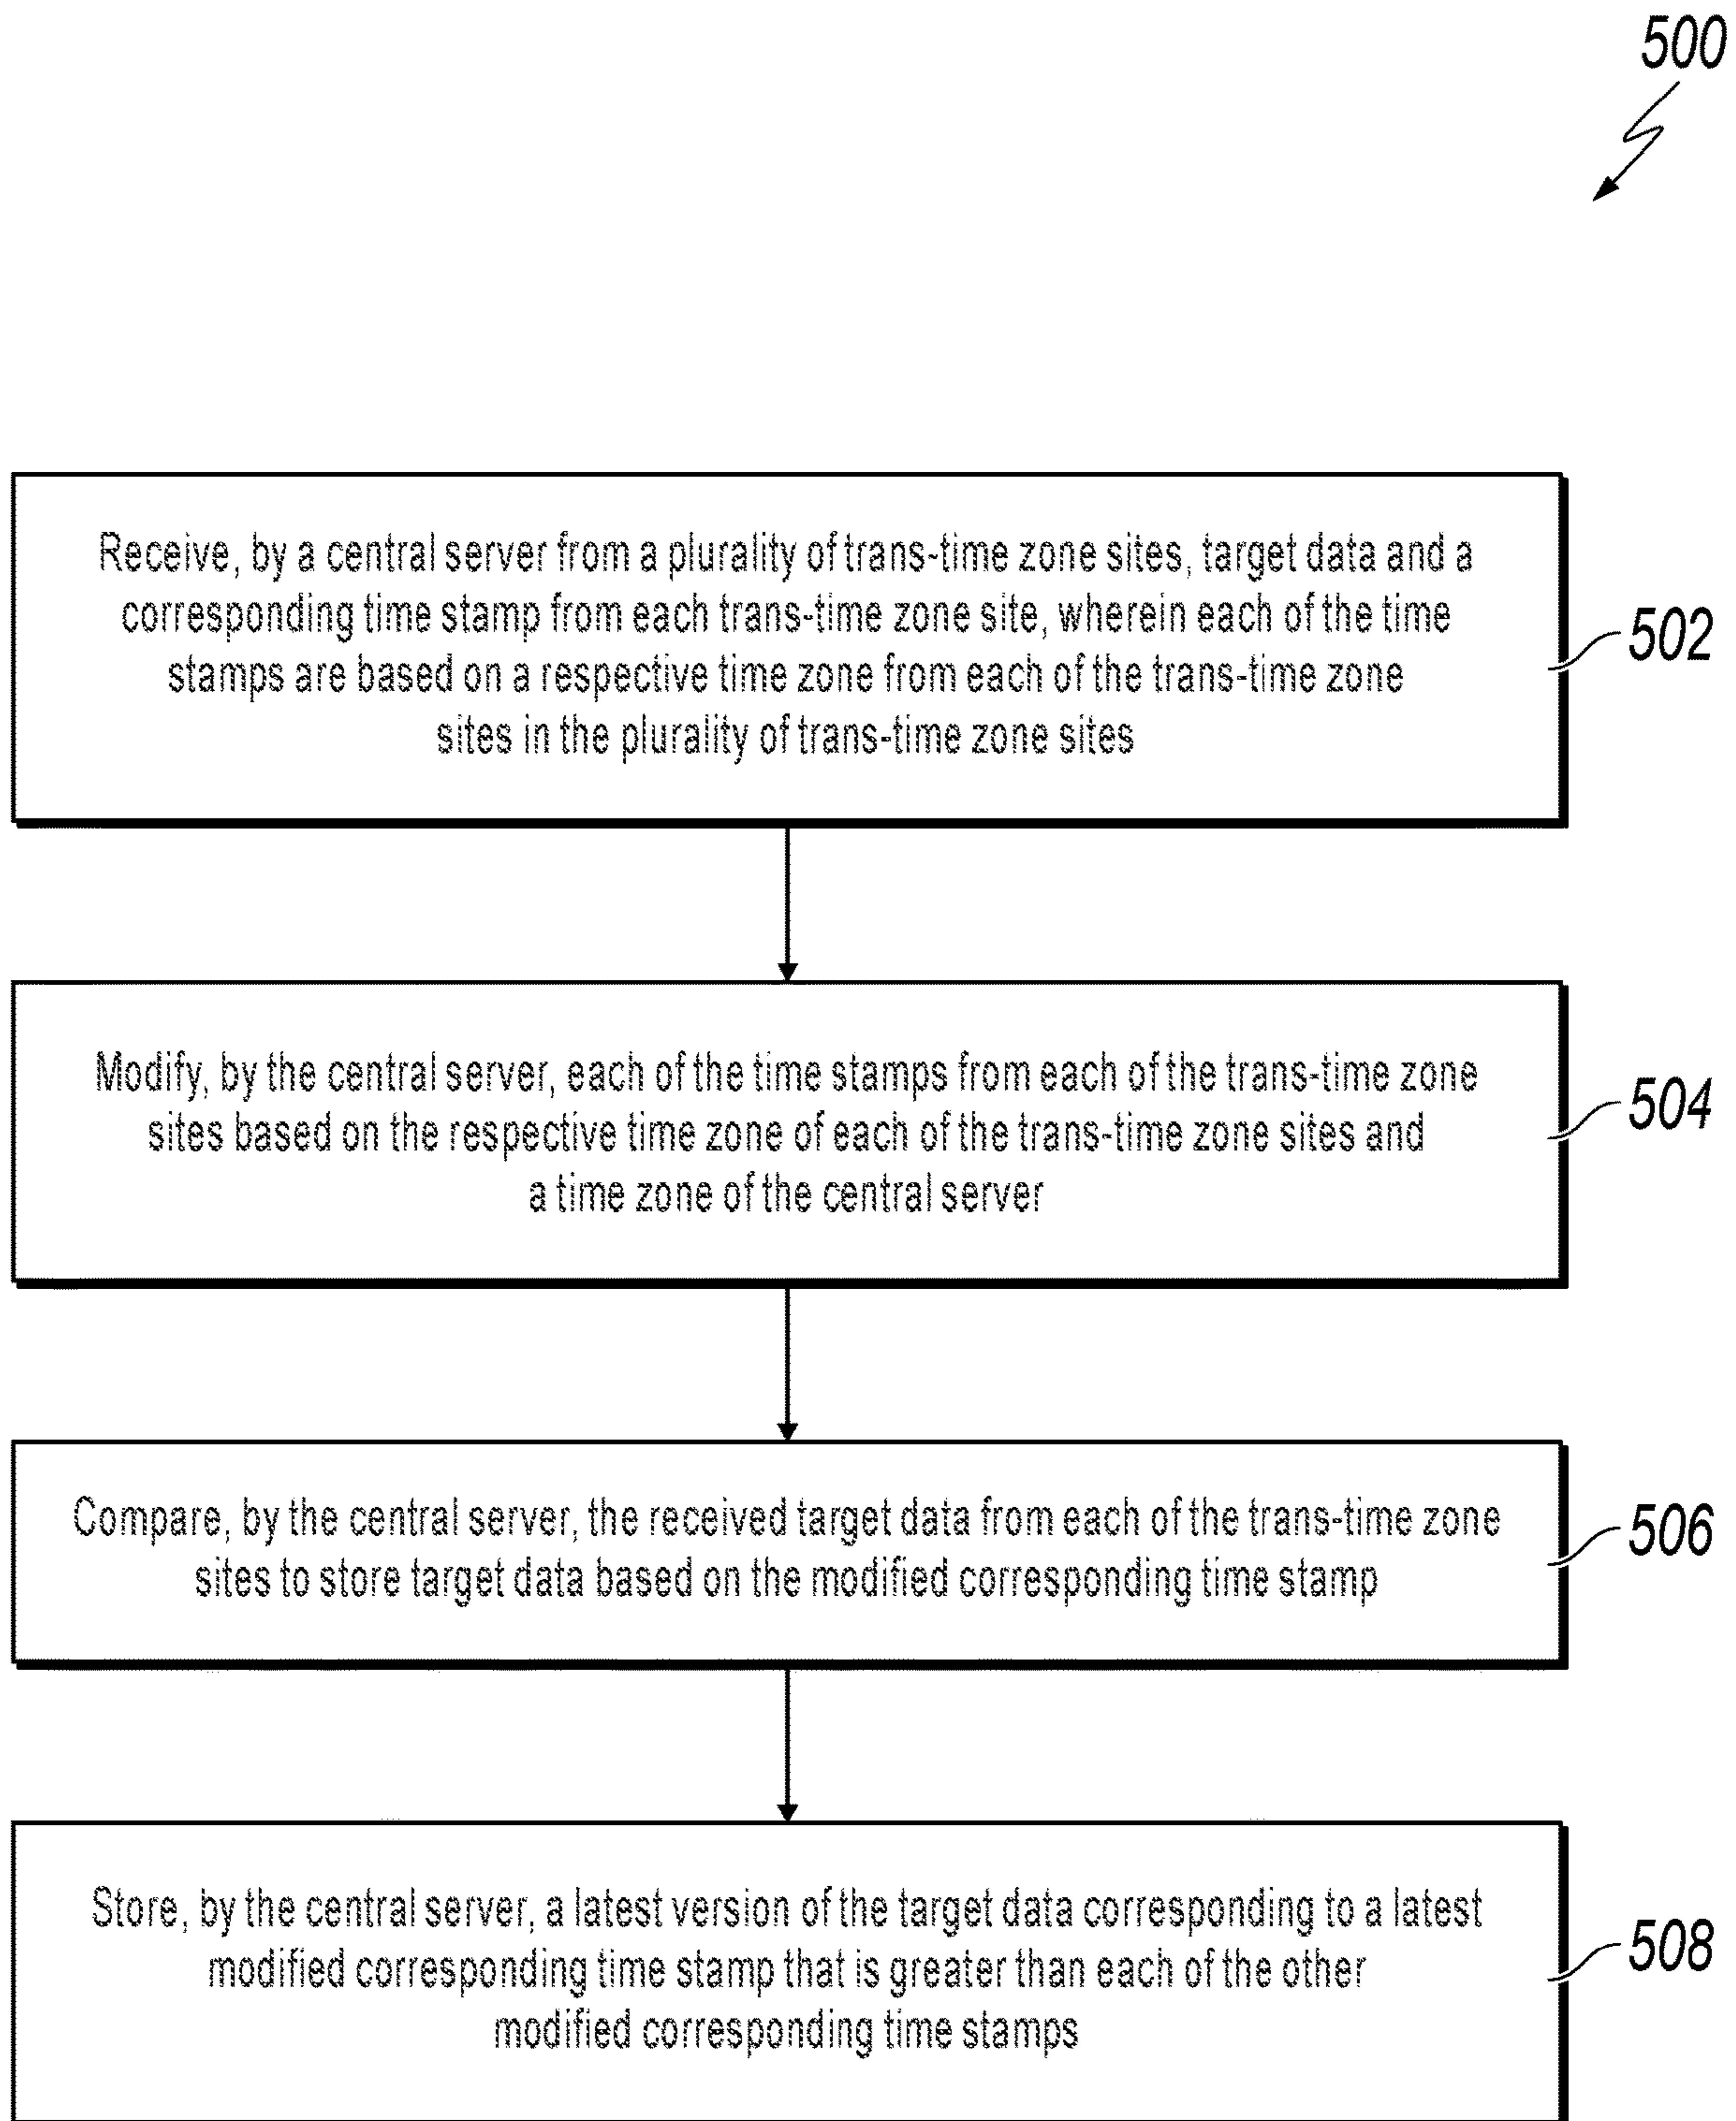 500
Receive, by a central server from a plurality of trans-time zone sites, target data and a
corresponding time stamp from each trans-time zone site, wherein each of the time
stamps are based on a respective time zone from each of the trans-time zone
sites in the plurality of trans-time zone sites
502
Modify, by the central server, each of the time stamps from each of the trans-time zone
sites based on the respective time zone of each of the trans-time zone sites and
a time zone of the central server
504
Compare, by the central server, the received target data from each of the trans-time zone
sites to store target data based on the modified corresponding time stamp
506
Store, by the central server, a latest version of the target data corresponding to a latest
modified corresponding time stamp that is greater than each of the other
modified corresponding time stamps
508